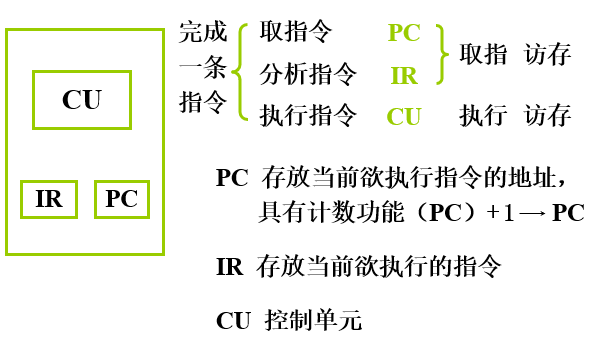 CU
IR PC
完成一条指令
取指令 PC
分析指令 IR
取指 访存
执行指令 CU 执行 访存
PC 存放当前欲执行指令的地址，
具有计数功能（PC）+1→PC
IR 存放当前欲执行的指令
CU 控制单元